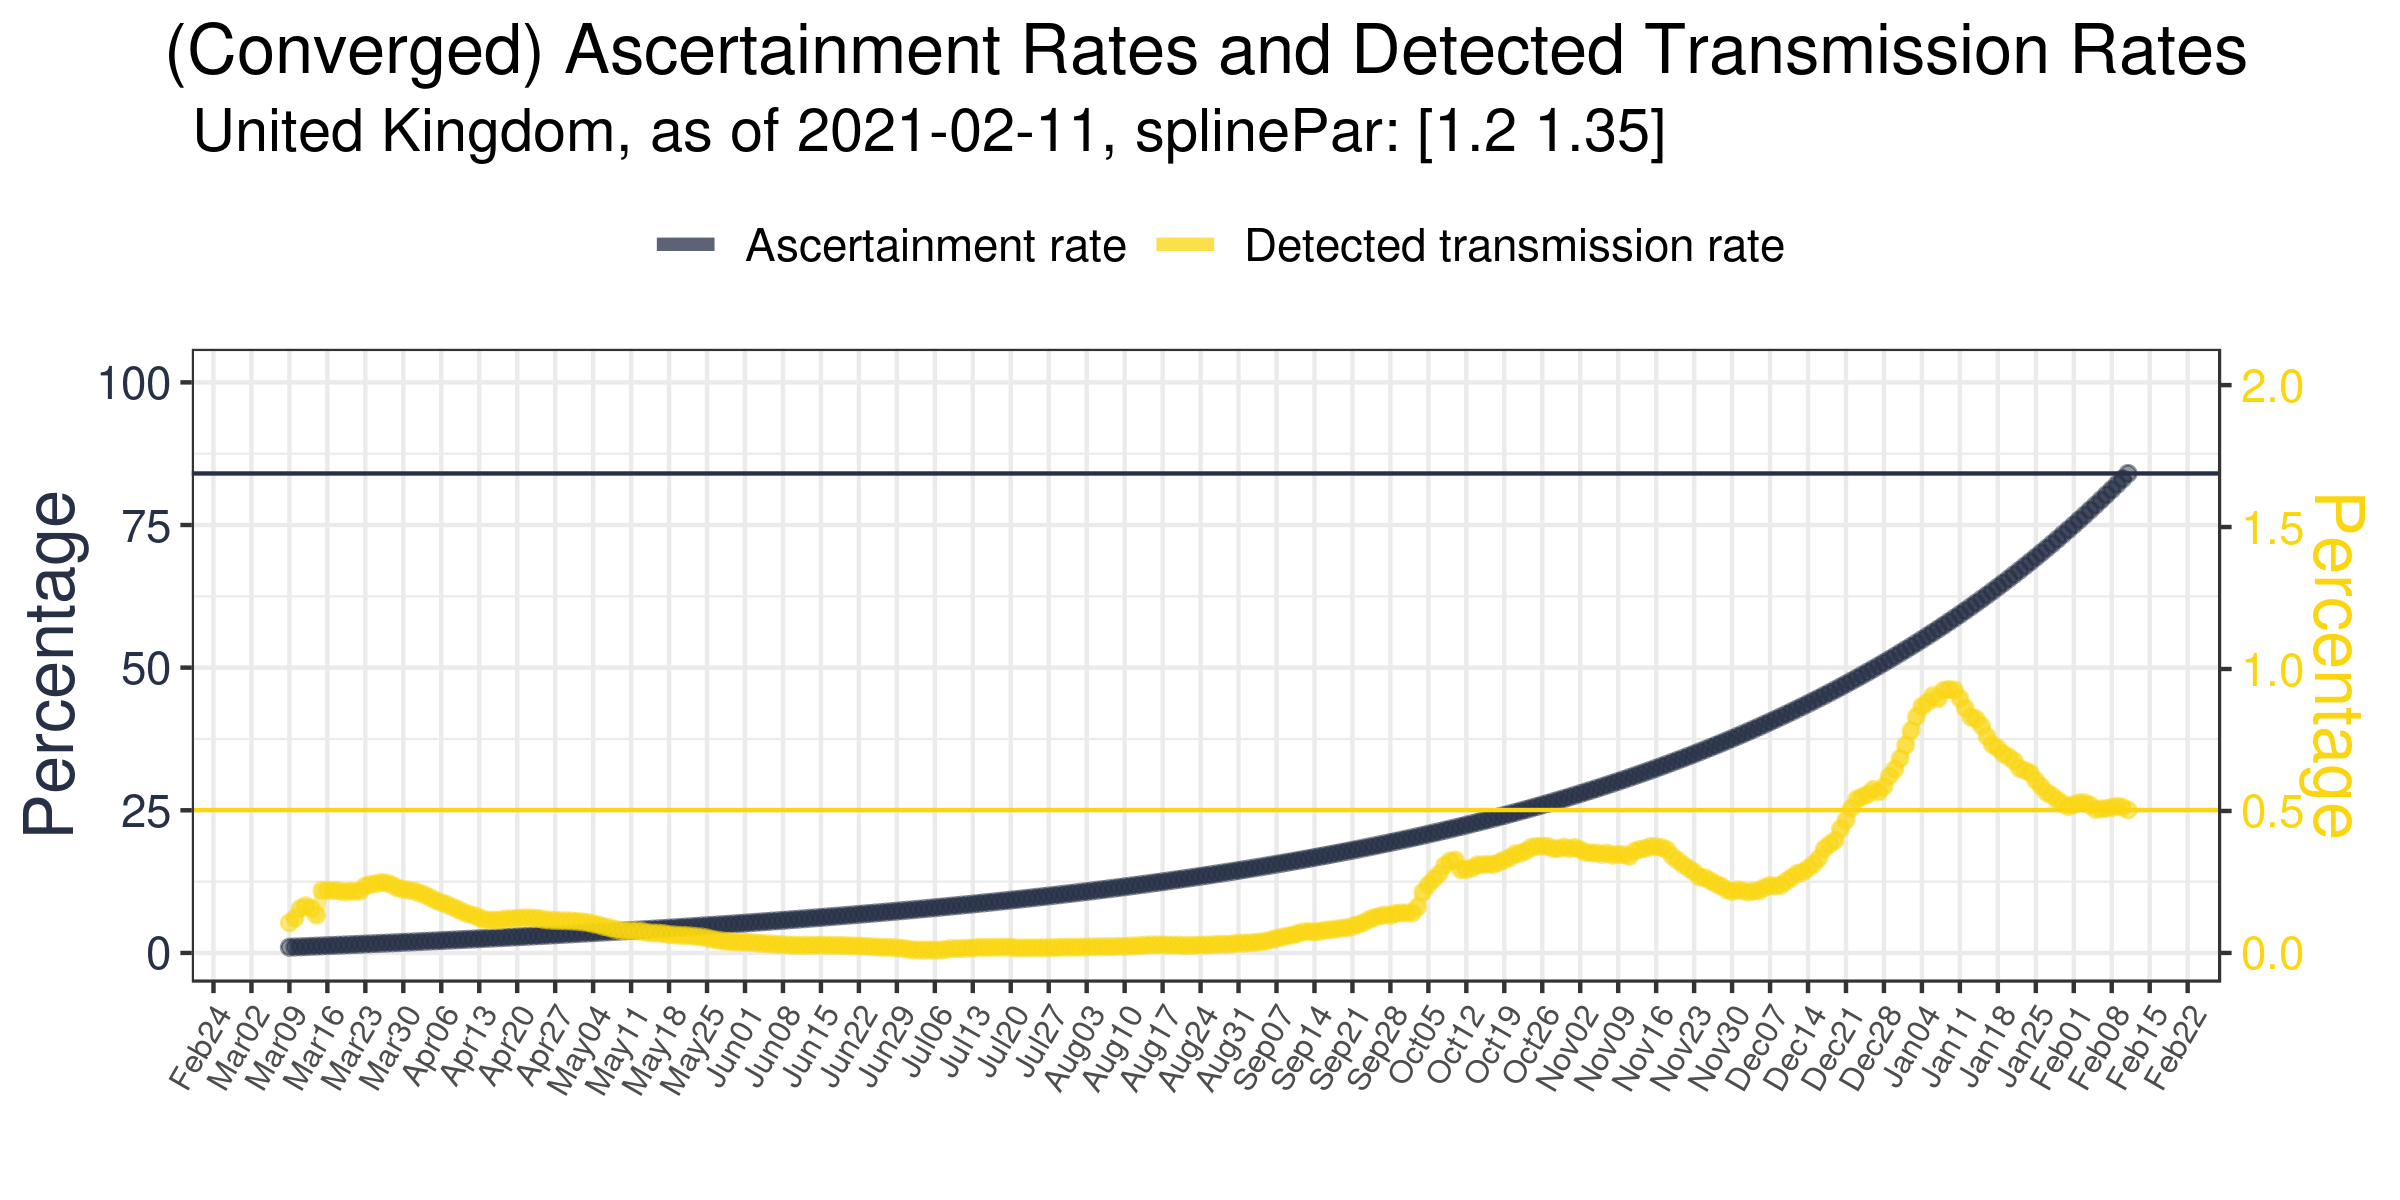 (Converged) Ascertainment Rates and Detected Transmission Rates
United Kingdom, as of 2021-02-11, splinePar: [1.2 1.35]
Ascertainment rate Detected transmission rate
Percentage
100
75
50
25
0
2.0
1.5
1.0
0.5
0.0
Percentage
Feb24 Mar02 Mar09 Mar16 Mar23 Mar30 Apr06 Apr13 Apr20 Apr27 May04 May11 May18 May25 Jun01 Jun08 Jun15 Jun22 Jun29 Jul06 Jul13 Jul20 Jul27 Aug03 Aug10 Aug17 Aug24 Aug31 Sep07 Sep14 Sep21 Sep28 Oct05 Oct12 Oct19 Oct26 Nov02 Nov09 Nov16 Nov23 Nov30 Dec07 Dec14 Dec21 Dec28 Jan04 Jan11 Jan18 Jan25 Feb01 Feb08 Feb15 Feb22